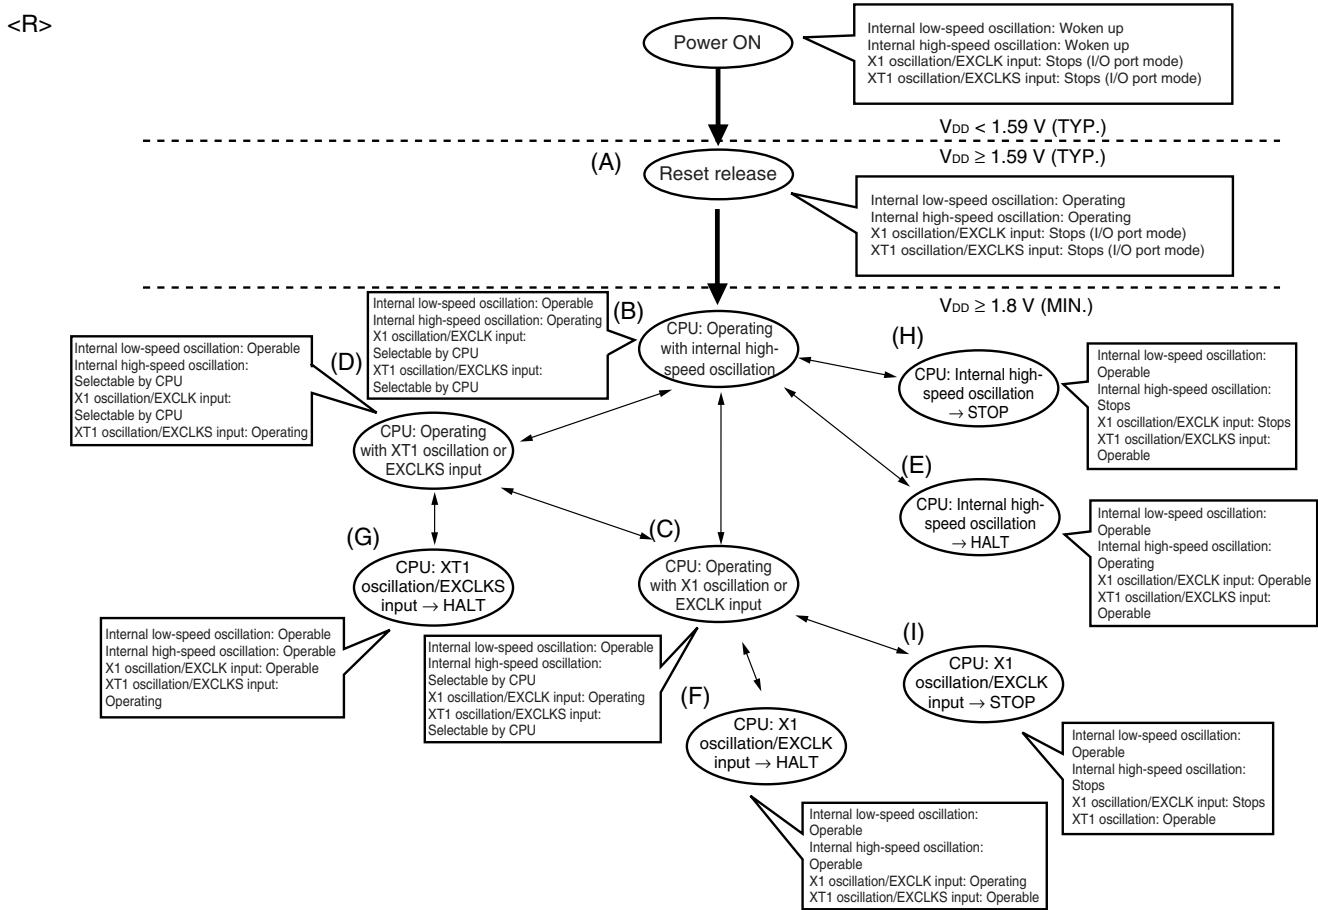 <R>
Power ON
Internal low-speed oscillation: Woken up
Internal high-speed oscillation: Woken up
X1 oscillation/EXCLK input: Stops (I/O port mode)
XT1 oscillation/EXCLKS input: Stops (I/O port mode)
VDD < 1.59 V (TYP.)
VDD ≥ 1.59 V (TYP.)
(A)
Reset release
Internal low-speed oscillation: Operating
Internal high-speed oscillation: Operating
X1 oscillation/EXCLK input: Stops (I/O port mode)
XT1 oscillation/EXCLKS input: Stops (I/O port mode)
VDD ≥ 1.8 V (MIN.)
Internal low-speed oscillation: Operable
Internal high-speed oscillation: Operating
X1 oscillation/EXCLK input:
Selectable by CPU
XT1 oscillation/EXCLKS input:
Selectable by CPU
(B)
CPU: Operating
with internal high-
speed oscillation
(H)
CPU: Internal high-
speed oscillation
→ STOP
Internal low-speed oscillation:
Operable
Internal high-speed oscillation:
Stops
X1 oscillation/EXCLK input: Stops
XT1 oscillation/EXCLKS input:
Operable
Internal low-speed oscillation: Operable
Internal high-speed oscillation:
Selectable by CPU
X1 oscillation/EXCLK input:
Selectable by CPU
XT1 oscillation/EXCLKS input: Operating
(D)
CPU: Operating
with XT1 oscillation or
EXCLKS input
(E)
CPU: Internal high-
speed oscillation
→ HALT
Internal low-speed oscillation:
Operable
Internal high-speed oscillation:
Operating
X1 oscillation/EXCLK input: Operable
XT1 oscillation/EXCLKS input:
Operable
(G)
CPU: XT1
oscillation/EXCLKS
input → HALT
(C)
CPU: Operating
with X1 oscillation or
EXCLK input
Internal low-speed oscillation: Operable
Internal high-speed oscillation: Operable
X1 oscillation/EXCLK input: Operable
XT1 oscillation/EXCLKS input:
Operating
Internal low-speed oscillation: Operable
Internal high-speed oscillation:
Selectable by CPU
X1 oscillation/EXCLK input: Operating
XT1 oscillation/EXCLKS input:
Selectable by CPU
(I)
CPU: X1
oscillation/EXCLK
input → STOP
(F)
CPU: X1
oscillation/EXCLK
input → HALT
Internal low-speed oscillation:
Operable
Internal high-speed oscillation:
Stops
X1 oscillation/EXCLK input: Stops
XT1 oscillation: Operable
Internal low-speed oscillation:
Operable
Internal high-speed oscillation:
Operable
X1 oscillation/EXCLK input: Operating
XT1 oscillation/EXCLKS input: Operable